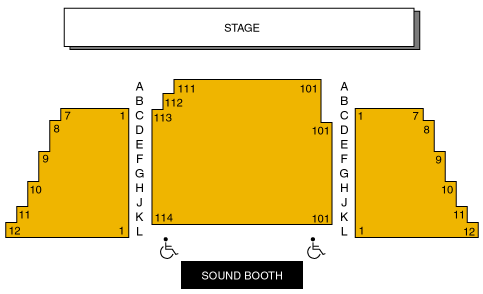 STAGE
A 111 101 A
B 112 B
7 1 C 113 C 1 7
8 D 101 D 8
E E
9 F F 9
G G
10 H H 10
J J
11 K 114 101 K 11
12 1 L L 1 12
SOUND BOOTH